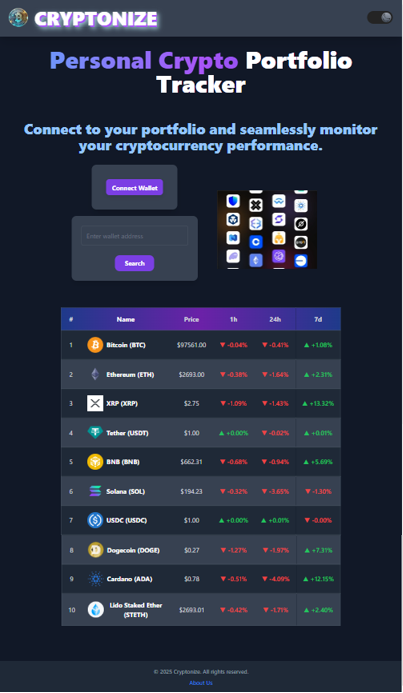 CRYPTONIZE
Personal Crypto Portfolio
Tracker
Connect to your portfolio and seamlessly monitor
your cryptocurrency performance.
Connect Wallet
Enter wallet address
Search
# Name Price 1h 24h 7d
1 Bitcoin (BTC) $97561.00 ▼ -0.04% ▼ -0.41% ▲ +1.08%
2 Ethereum (ETH) $2693.00 ▼ -0.38% ▼ -1.64% ▲ +2.31%
3 XRP (XRP) $2.75 ▼ -1.09% ▼ -1.43% ▲ +13.32%
4 Tether (USDT) $1.00 ▲ +0.00% ▼ -0.02% ▲ +0.01%
5 BNB (BNB) $662.31 ▼ -0.68% ▼ -0.94% ▲ +5.69%
6 Solana (SOL) $194.23 ▼ -0.32% ▼ -3.65% ▼ -1.30%
7 USDC (USDC) $1.00 ▲ +0.00% ▲ +0.01% ▼ -0.00%
8 Dogecoin (DOGE) $0.27 ▼ -1.27% ▼ -1.97% ▲ +7.31%
9 Cardano (ADA) $0.78 ▼ -0.51% ▼ -4.09% ▲ +12.15%
10 Lido Staked Ether
(STETH) $2693.01 ▼ -0.42% ▼ -1.71% ▲ +2.40%
© 2025 Cryptonize. All rights reserved.
About Us